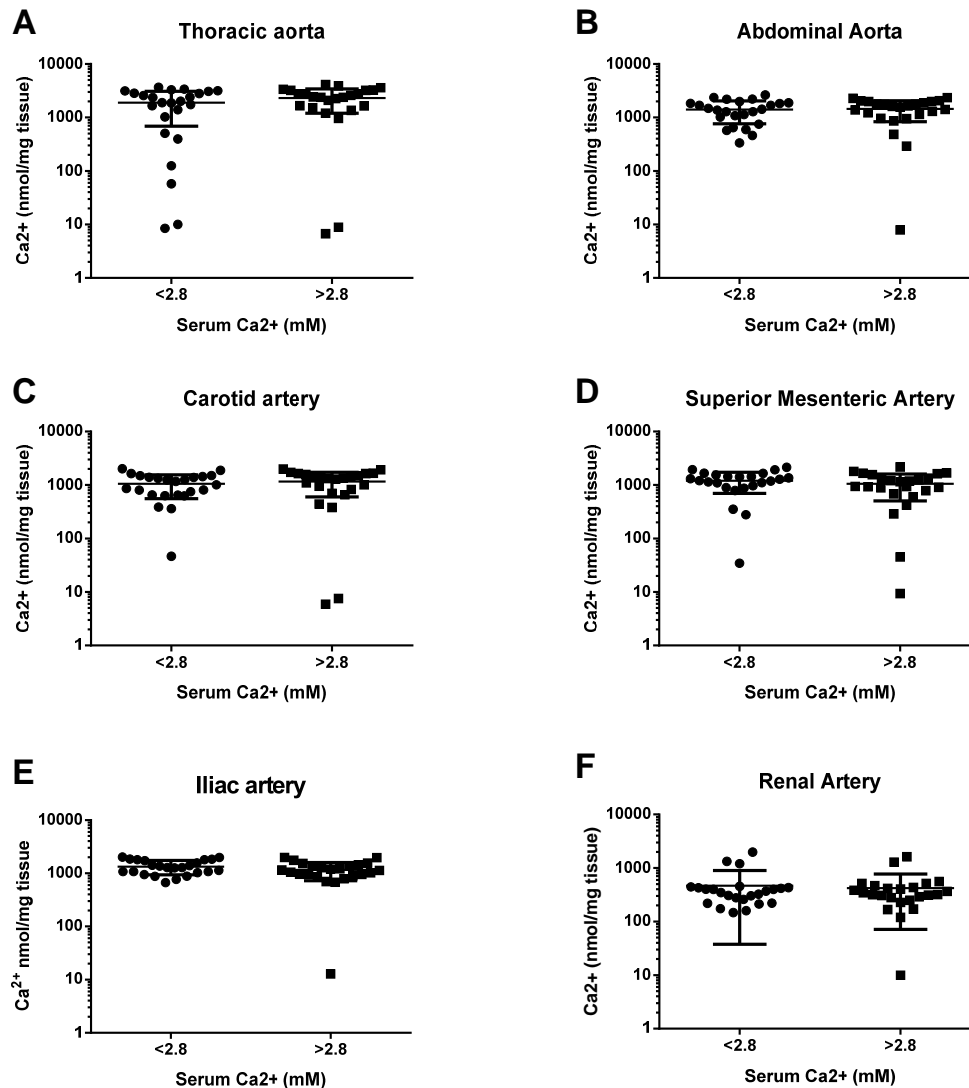 A
Thoracic aorta
Ca2+ (nmol/mg tissue)
10000
1000
100
10
1
<2.8
>2.8
Serum Ca2+ (mM)
B
Abdominal Aorta
Ca2+ (nmol/mg tissue)
10000
1000
100
10
1
<2.8
>2.8
Serum Ca2+ (mM)
C
Carotid artery
Ca2+ (nmol/mg tissue)
10000
1000
100
10
1
<2.8
>2.8
Serum Ca2+ (mM)
D
Superior Mesenteric Artery
Ca2+ (nmol/mg tissue)
10000
1000
100
10
1
<2.8
>2.8
Serum Ca2+ (mM)
E
Iliac artery
Ca²⁺ nmol/mg tissue
10000
1000
100
10
1
<2.8
>2.8
Serum Ca2+ (mM)
F
Renal Artery
Ca2+ (nmol/mg tissue)
10000
1000
100
10
1
<2.8
>2.8
Serum Ca2+ (mM)